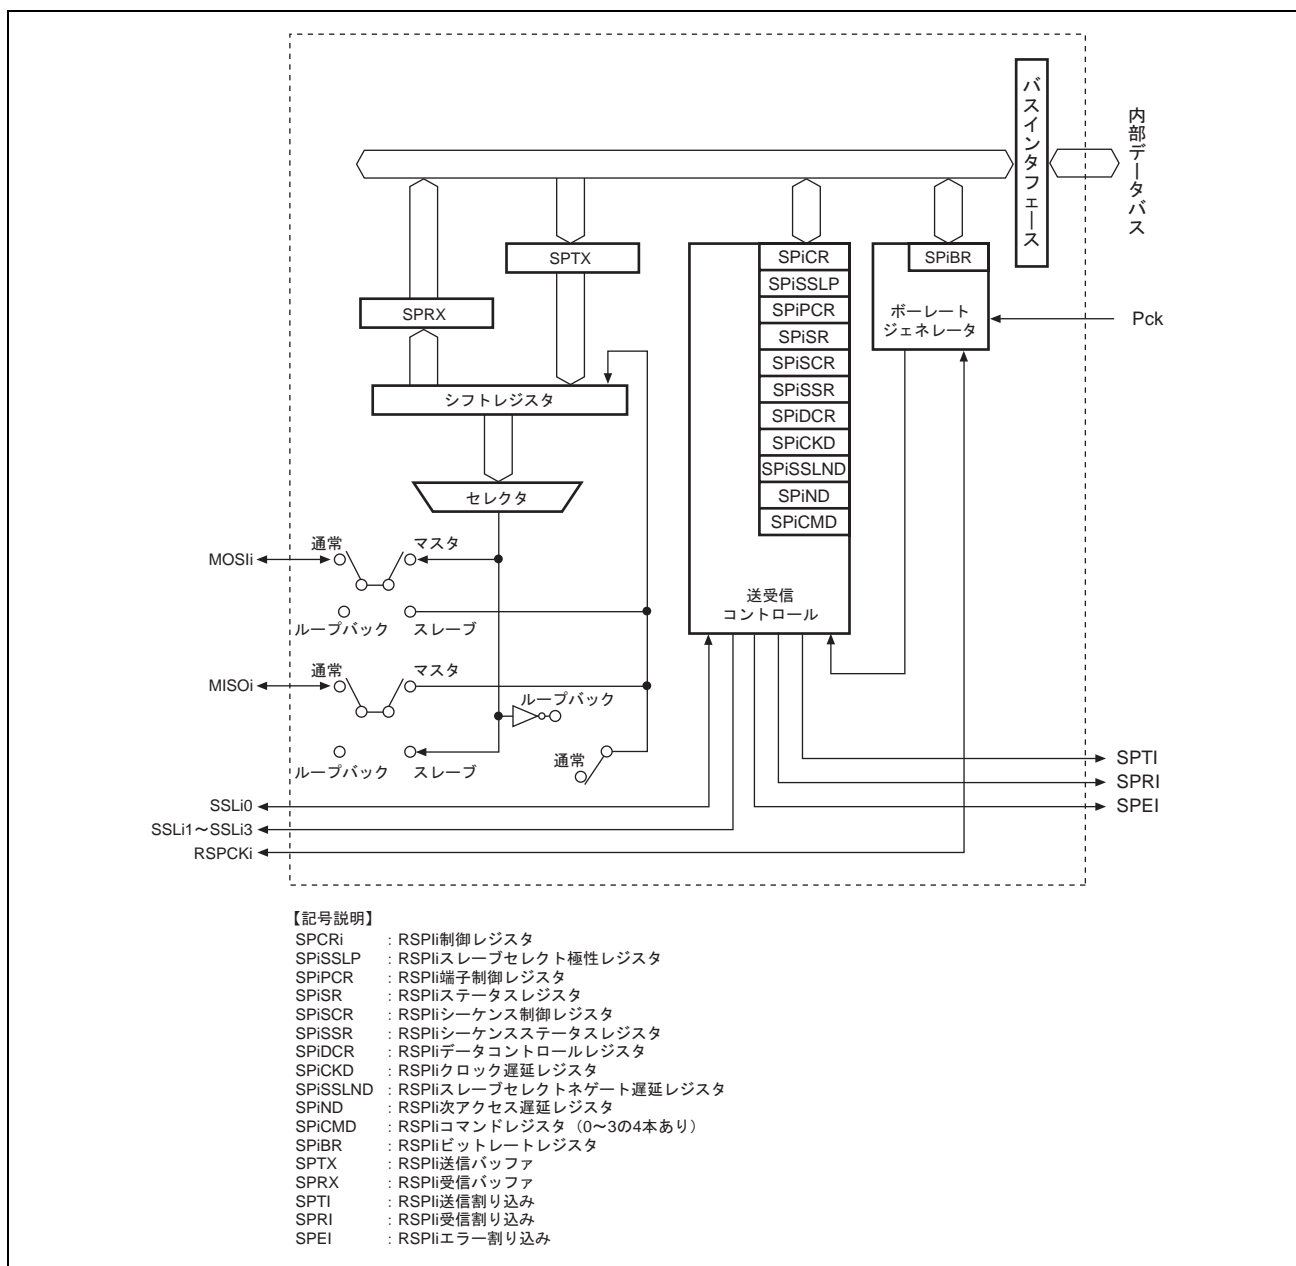 バスインタフェース
内部データバス
SPTX
SPRX
シフトレジスタ
セレクタ
SPiCR
SPiSSLP
SPiPCR
SPiSR
SPiSCR
SPiSSR
SPiDCR
SPiCKD
SPiSSLND
SPiND
SPiCMD
送受信
コントロール
SPiBR
ボーレート
ジェネレータ
Pck
MOSIi
通常
マスタ
ループバック
スレーブ
MISOi
通常
マスタ
ループバック
ループバック
スレーブ
通常
SSLi0
SSLi1～SSLi3
RSPCKi
SPTI
SPRI
SPEI
【記号説明】
SPCRi : RSPIi制御レジスタ
SPiSSLP : RSPIiスレーブセレクト極性レジスタ
SPiPCR : RSPIi端子制御レジスタ
SPiSR : RSPIiステータスレジスタ
SPiSCR : RSPIiシーケンス制御レジスタ
SPiSSR : RSPIiシーケンスステータスレジスタ
SPiDCR : RSPIiデータコントロールレジスタ
SPiCKD : RSPIiクロック遅延レジスタ
SPiSSLND : RSPIiスレーブセレクトネゲート遅延レジスタ
SPiND : RSPIi次アクセス遅延レジスタ
SPiCMD : RSPIiコマンドレジスタ（0～3の4本あり）
SPiBR : RSPIiビットレートレジスタ
SPTX : RSPIi送信バッファ
SPRX : RSPIi受信バッファ
SPTI : RSPIi送信割り込み
SPRI : RSPIi受信割り込み
SPEI : RSPIiエラー割り込み